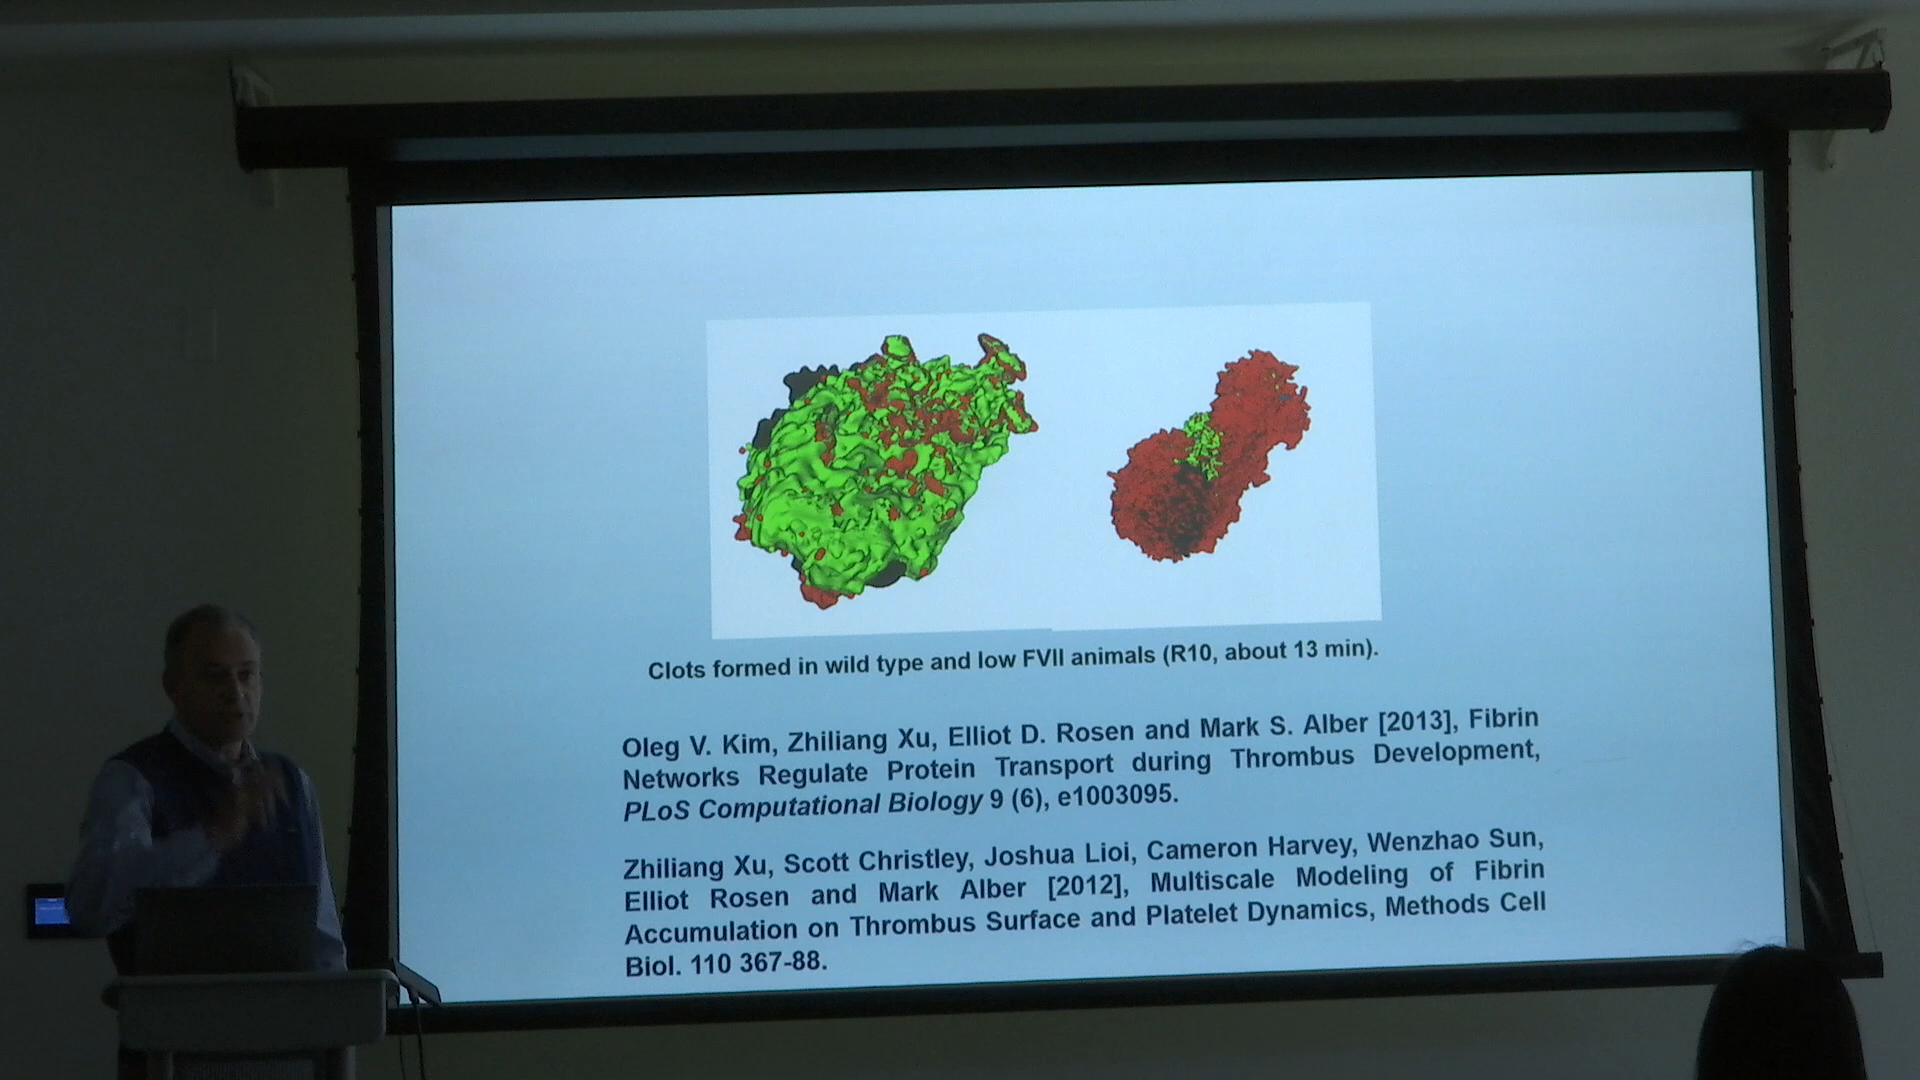 Clots formed in wild type and low FVII animals (R10, about 13 min).
Oleg V. Kim, Zhiliang Xu, Elliot D. Rosen and Mark S. Alber [2013], Fibrin
Networks Regulate Protein Transport during Thrombus Development,
PLoS Computational Biology 9 (6), e1003095.
Zhiliang Xu, Scott Christley, Joshua Lioi, Cameron Harvey, Wenzhao Sun,
Elliot Rosen and Mark Alber [2012], Multiscale Modeling of Fibrin
Accumulation on Thrombus Surface and Platelet Dynamics, Methods Cell
Biol. 110 367-88.